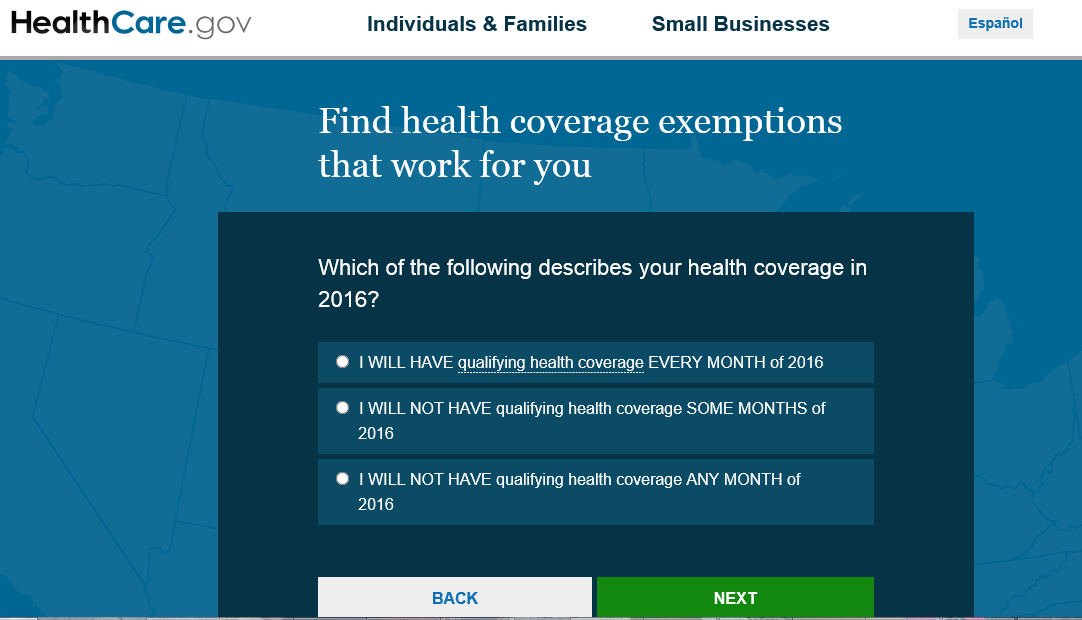 HealthCare.gov
Individuals & Families
Small Businesses
Español
Find health coverage exemptions
that work for you
Which of the following describes your health coverage in
2016?
I WILL HAVE qualifying health coverage EVERY MONTH of 2016
I WILL NOT HAVE qualifying health coverage SOME MONTHS of
2016
I WILL NOT HAVE qualifying health coverage ANY MONTH of
2016
BACK
NEXT